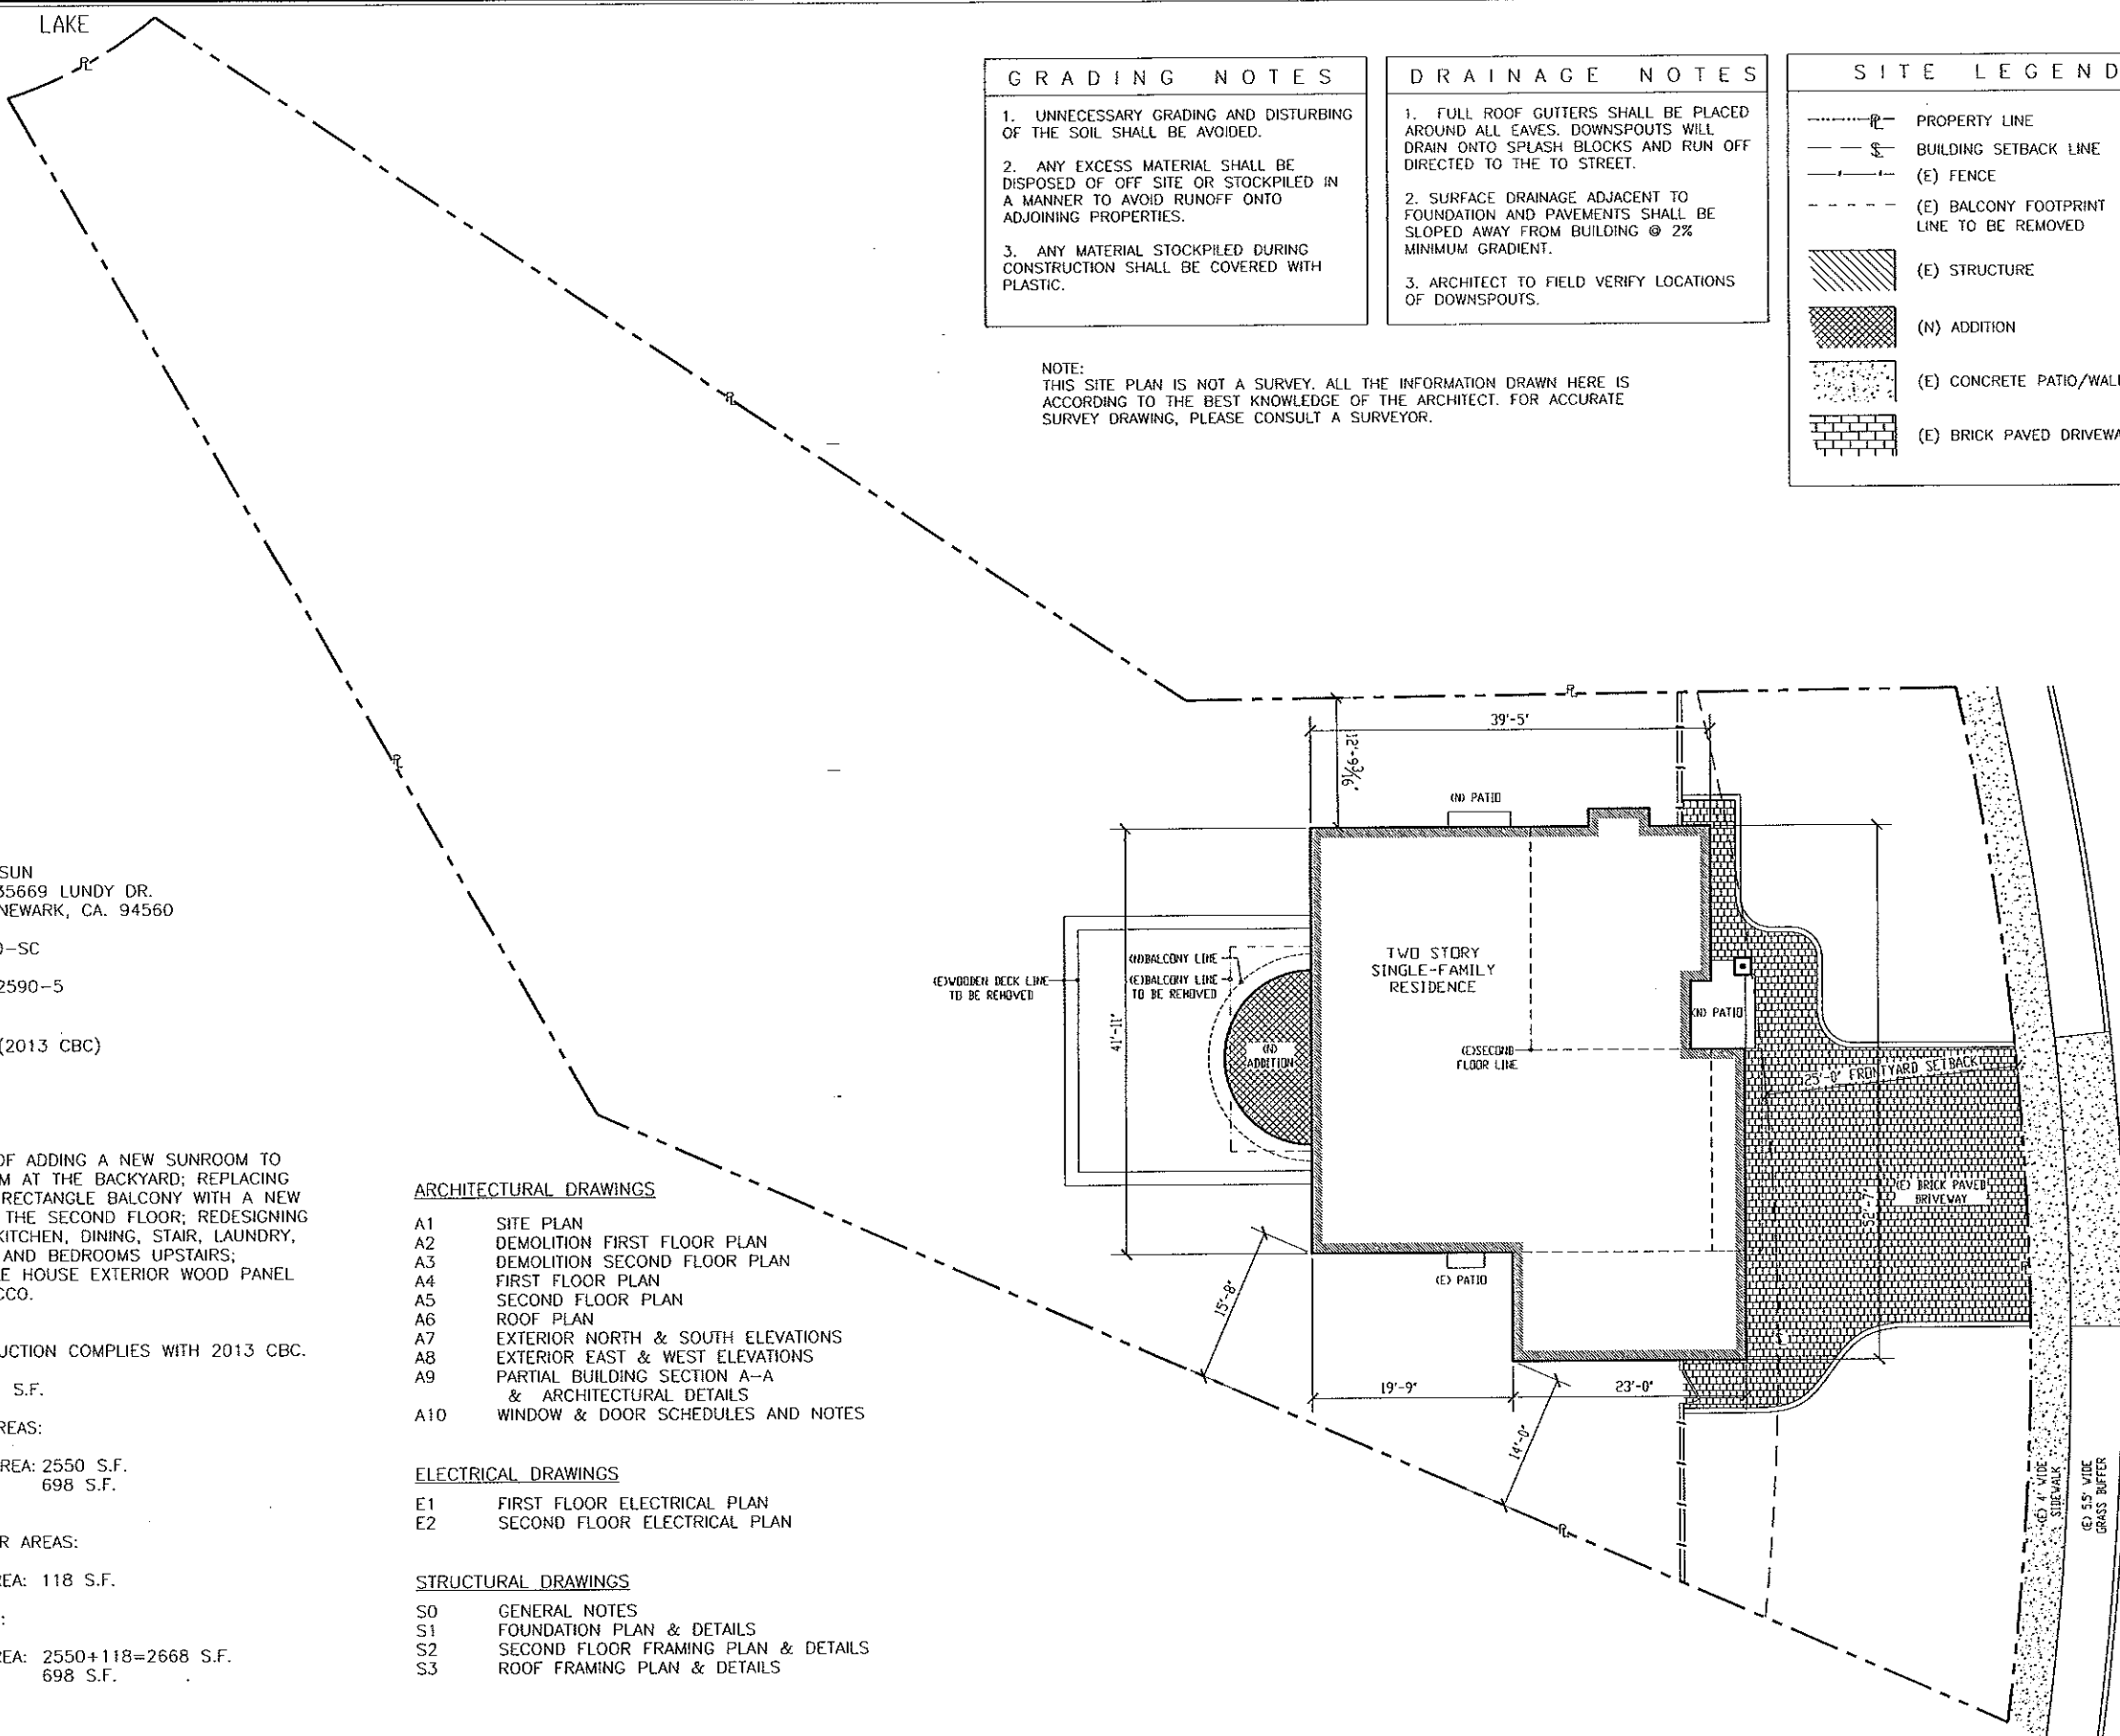 LAKE
GRADING NOTES
1. UNNECESSARY GRADING AND DISTURBING
OF THE SOIL SHALL BE AVOIDED.
2. ANY EXCESS MATERIAL SHALL BE
DISPOSED OF OFF SITE OR STOCKPILED IN
A MANNER TO AVOID RUNOFF ONTO
ADJOINING PROPERTIES.
3. ANY MATERIAL STOCKPILED DURING
CONSTRUCTION SHALL BE COVERED WITH
PLASTIC.
DRAINAGE NOTES
1. FULL ROOF GUTTERS SHALL BE PLACED
AROUND ALL EAVES. DOWNSPOUTS WILL
DRAIN ONTO SPLASH BLOCKS AND RUN OFF
DIRECTED TO THE TO STREET.
2. SURFACE DRAINAGE ADJACENT TO
FOUNDATION AND PAVEMENTS SHALL BE
SLOPED AWAY FROM BUILDING @ 2%
MINIMUM GRADIENT.
3. ARCHITECT TO FIELD VERIFY LOCATIONS
OF DOWNSPOUTS.
SITE LEGEND
PROPERTY LINE
BUILDING SETBACK LINE
(E) FENCE
(E) BALCONY FOOTPRINT
LINE TO BE REMOVED
(E) STRUCTURE
(N) ADDITION
(E) CONCRETE PATIO/WAL
(E) BRICK PAVED DRIVEWA
NOTE:
THIS SITE PLAN IS NOT A SURVEY. ALL THE INFORMATION DRAWN HERE IS
ACCORDING TO THE BEST KNOWLEDGE OF THE ARCHITECT. FOR ACCURATE
SURVEY DRAWING, PLEASE CONSULT A SURVEYOR.
39'-5"
12'-9 3/16"
(N) PATIO
TWO STORY
SINGLE-FAMILY
RESIDENCE
(N)BALCONY LINE
(E)BALCONY LINE
TO BE REMOVED
(E)WOODEN DECK LINE
TO BE REMOVED
41'-11"
(N)
ADDITION
(E)SECOND
FLOOR LINE
(N) PATIO
25'-0" FRONTYARD SETBACK
(E) BRICK PAVED
DRIVEWAY
52'-7"
(E) PATIO
15'-8"
19'-9"
23'-0"
14'-0"
(E) 4' WIDE
SIDEWALK
(E) 5.5' WIDE
GRASS BUFFER
SUN
35669 LUNDY DR.
NEWARK, CA. 94560
-SC
2590-5
(2013 CBC)
OF ADDING A NEW SUNROOM TO
M AT THE BACKYARD; REPLACING
RECTANGLE BALCONY WITH A NEW
THE SECOND FLOOR; REDESIGNING
KITCHEN, DINING, STAIR, LAUNDRY,
AND BEDROOMS UPSTAIRS;
E HOUSE EXTERIOR WOOD PANEL
CCO.
UCTION COMPLIES WITH 2013 CBC.
S.F.
REAS:
REA: 2550 S.F.
698 S.F.
R AREAS:
EA: 118 S.F.
:
EA: 2550+118=2668 S.F.
698 S.F.
ARCHITECTURAL DRAWINGS
A1 SITE PLAN
A2 DEMOLITION FIRST FLOOR PLAN
A3 DEMOLITION SECOND FLOOR PLAN
A4 FIRST FLOOR PLAN
A5 SECOND FLOOR PLAN
A6 ROOF PLAN
A7 EXTERIOR NORTH & SOUTH ELEVATIONS
A8 EXTERIOR EAST & WEST ELEVATIONS
A9 PARTIAL BUILDING SECTION A-A
& ARCHITECTURAL DETAILS
A10 WINDOW & DOOR SCHEDULES AND NOTES
ELECTRICAL DRAWINGS
E1 FIRST FLOOR ELECTRICAL PLAN
E2 SECOND FLOOR ELECTRICAL PLAN
STRUCTURAL DRAWINGS
S0 GENERAL NOTES
S1 FOUNDATION PLAN & DETAILS
S2 SECOND FLOOR FRAMING PLAN & DETAILS
S3 ROOF FRAMING PLAN & DETAILS